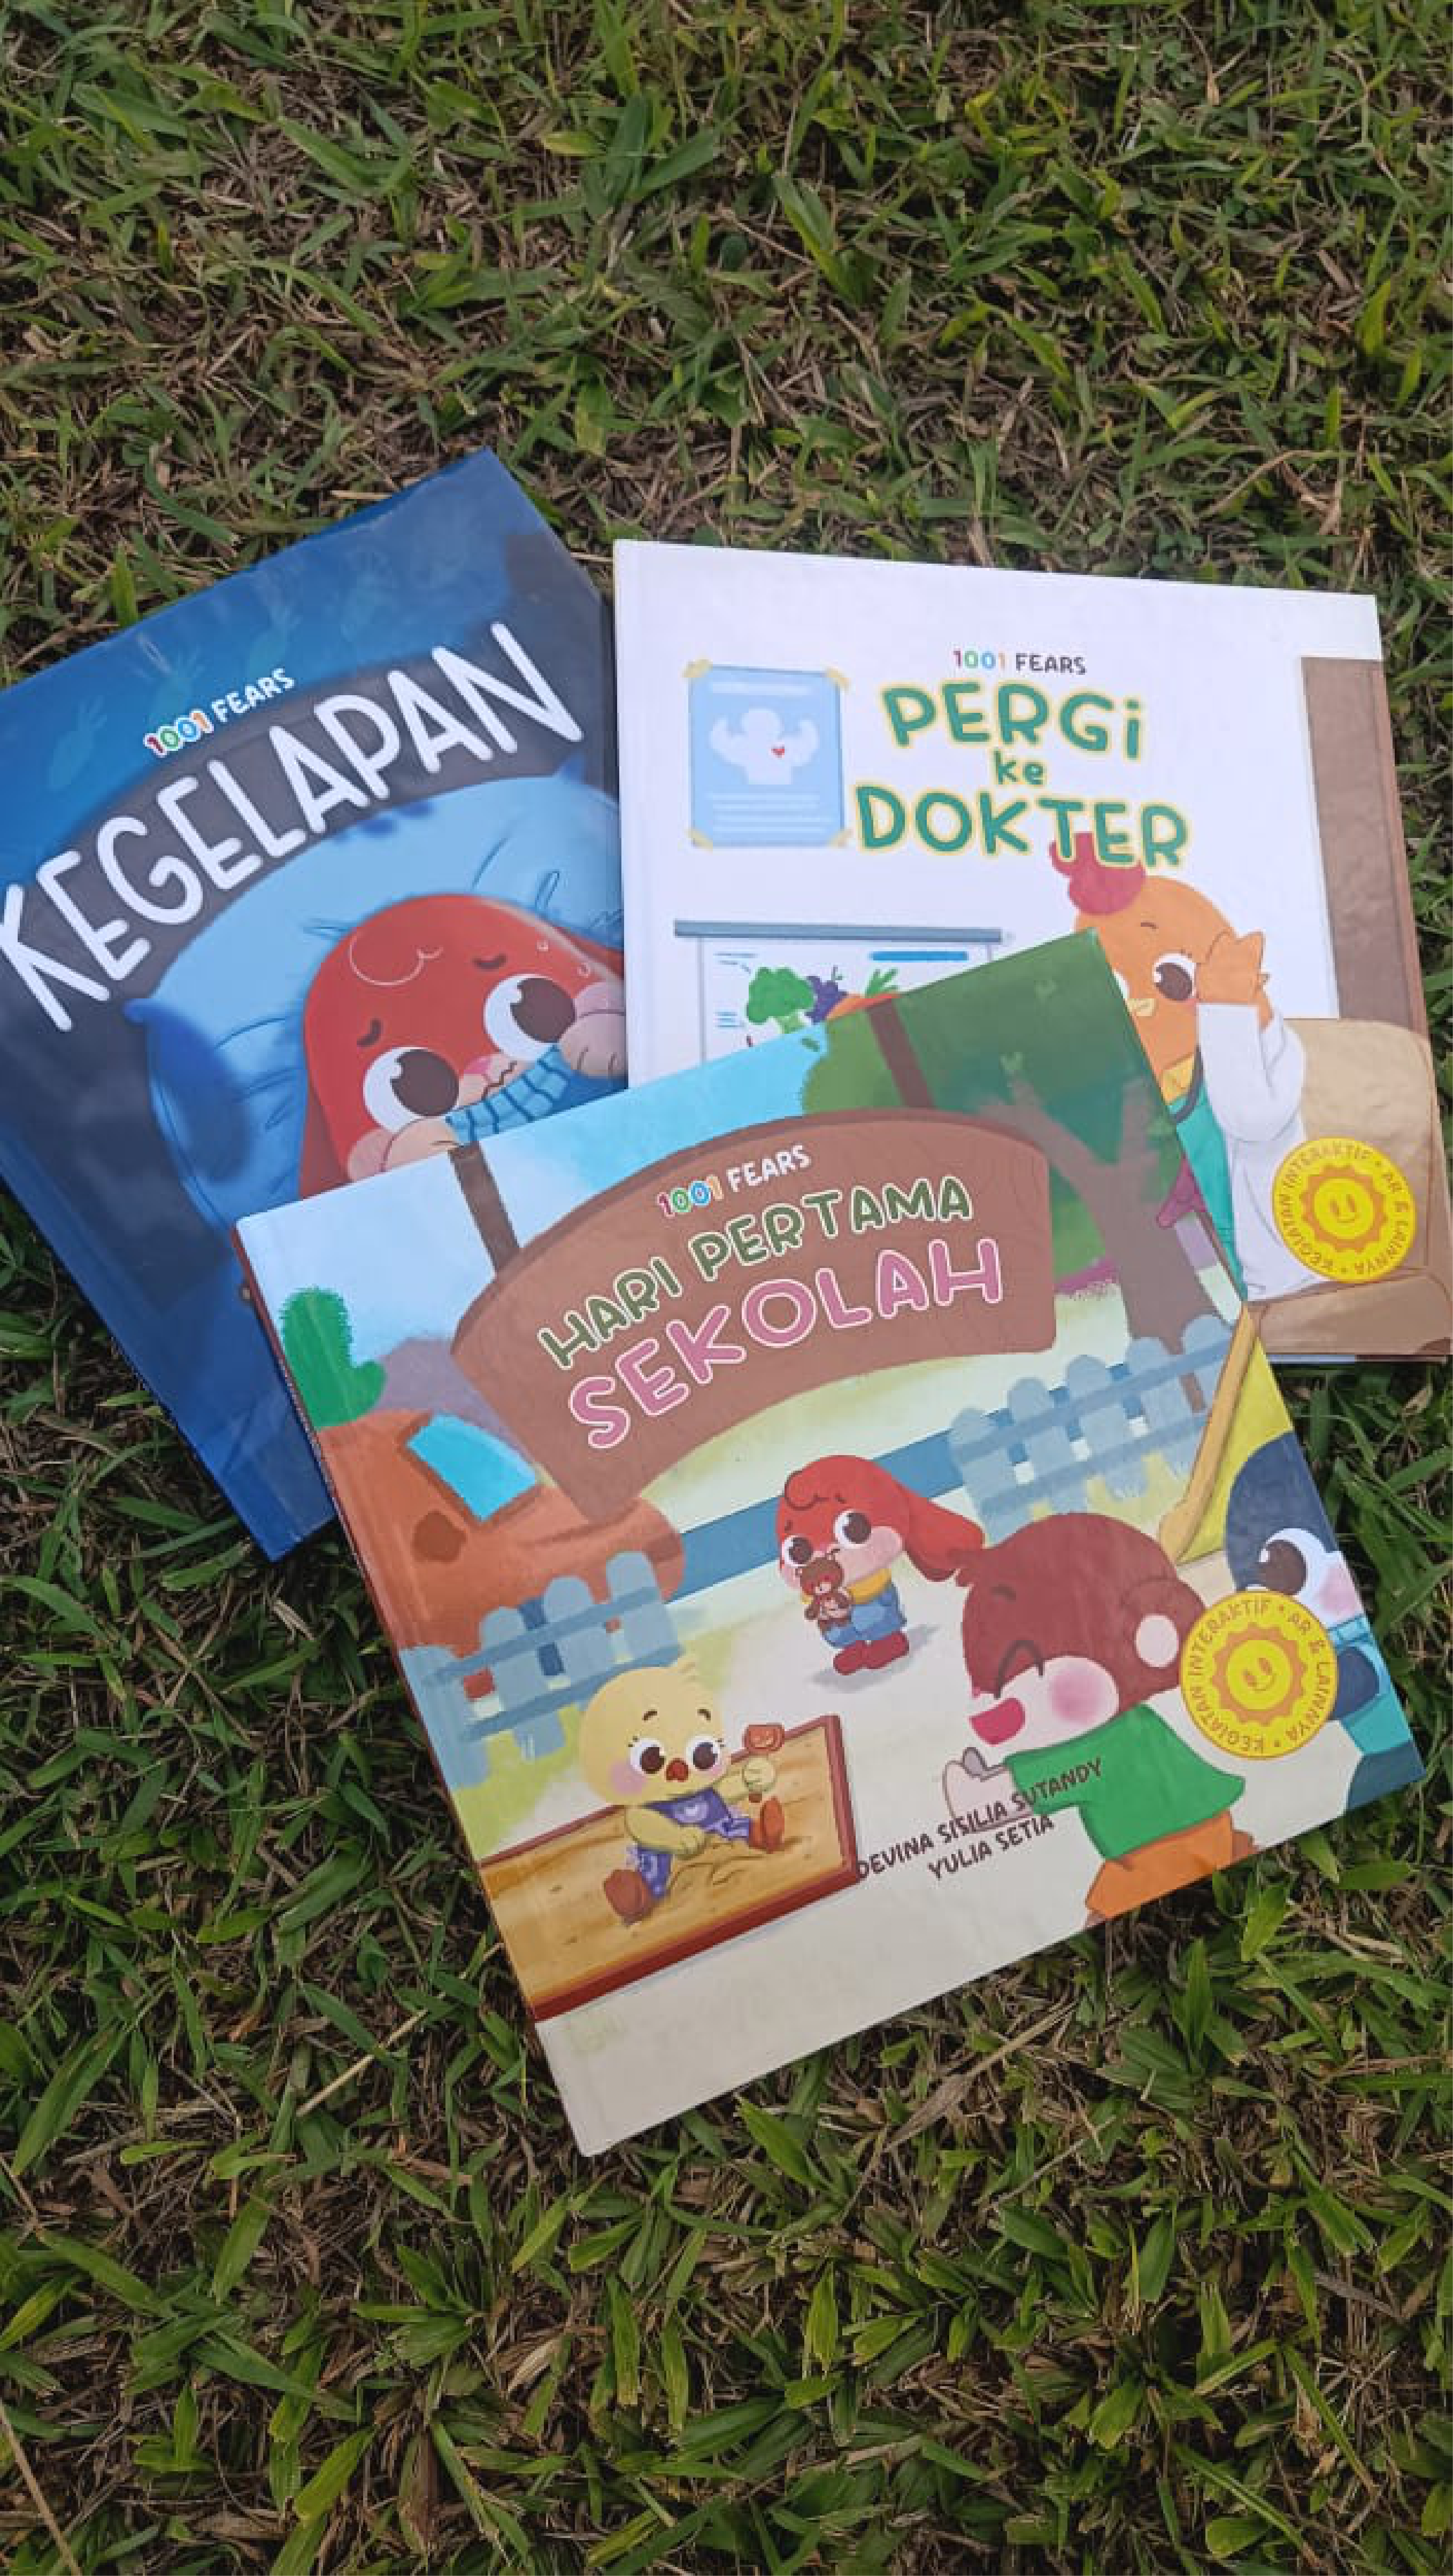 1001 FEARS
KEGELAPAN
1001 FEARS
PERGi
ke
DOKTER
KEGIATAN INTERAKTIF • AR & LAINNYA •
1001 FEARS
HARI PERTAMA
SEKOLAH
KEGIATAN INTERAKTIF • AR & LAINNYA •
DEVINA SISILIA SUTANDY
YULIA SETIA